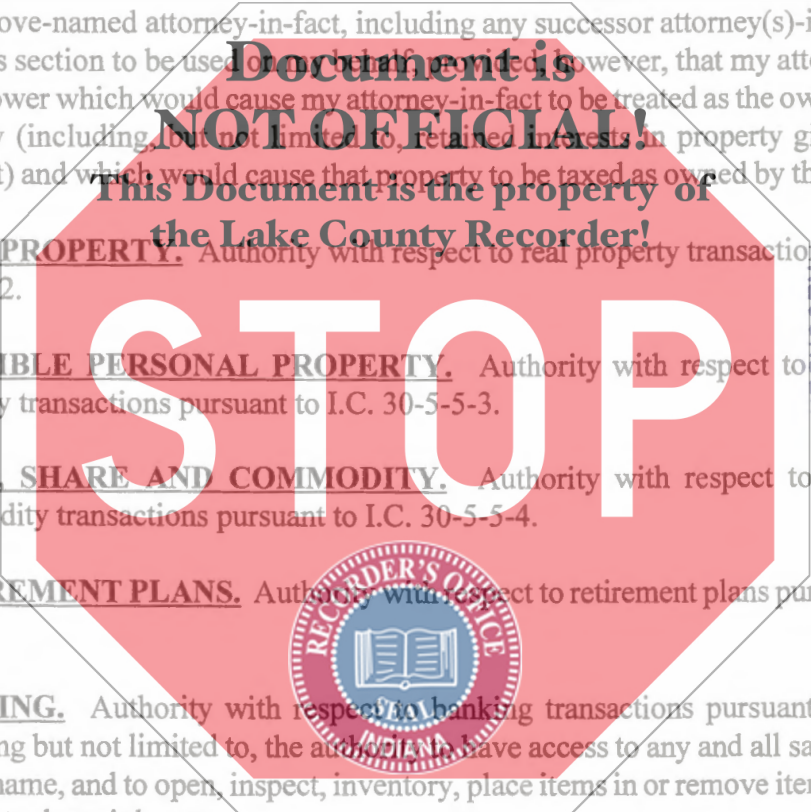 ove-named attorney-in-fact, including any successor attorney(s)-i
s section to be used on my behalf, provided, however, that my atto
Document is
ower which would cause my attorney-in-fact to be treated as the ow
NOT OFFICIAL!
y (including, but not limited to, retained interests in property g
t) and which would cause that property to be taxed as owned by th
This Document is the property of
the Lake County Recorder!
PROPERTY. Authority with respect to real property transactio
2.
STOP
IBLE PERSONAL PROPERTY. Authority with respect to
y transactions pursuant to I.C. 30-5-5-3.
, SHARE AND COMMODITY. Authority with respect to
dity transactions pursuant to I.C. 30-5-5-4.
REMENT PLANS. Authority with respect to retirement plans pu
RECORDER'S OFFICE
SEAL
INDIANA
ING. Authority with respect to banking transactions pursuant
ng but not limited to, the authority to have access to any and all sa
name, and to open, inspect, inventory, place items in or remove ite